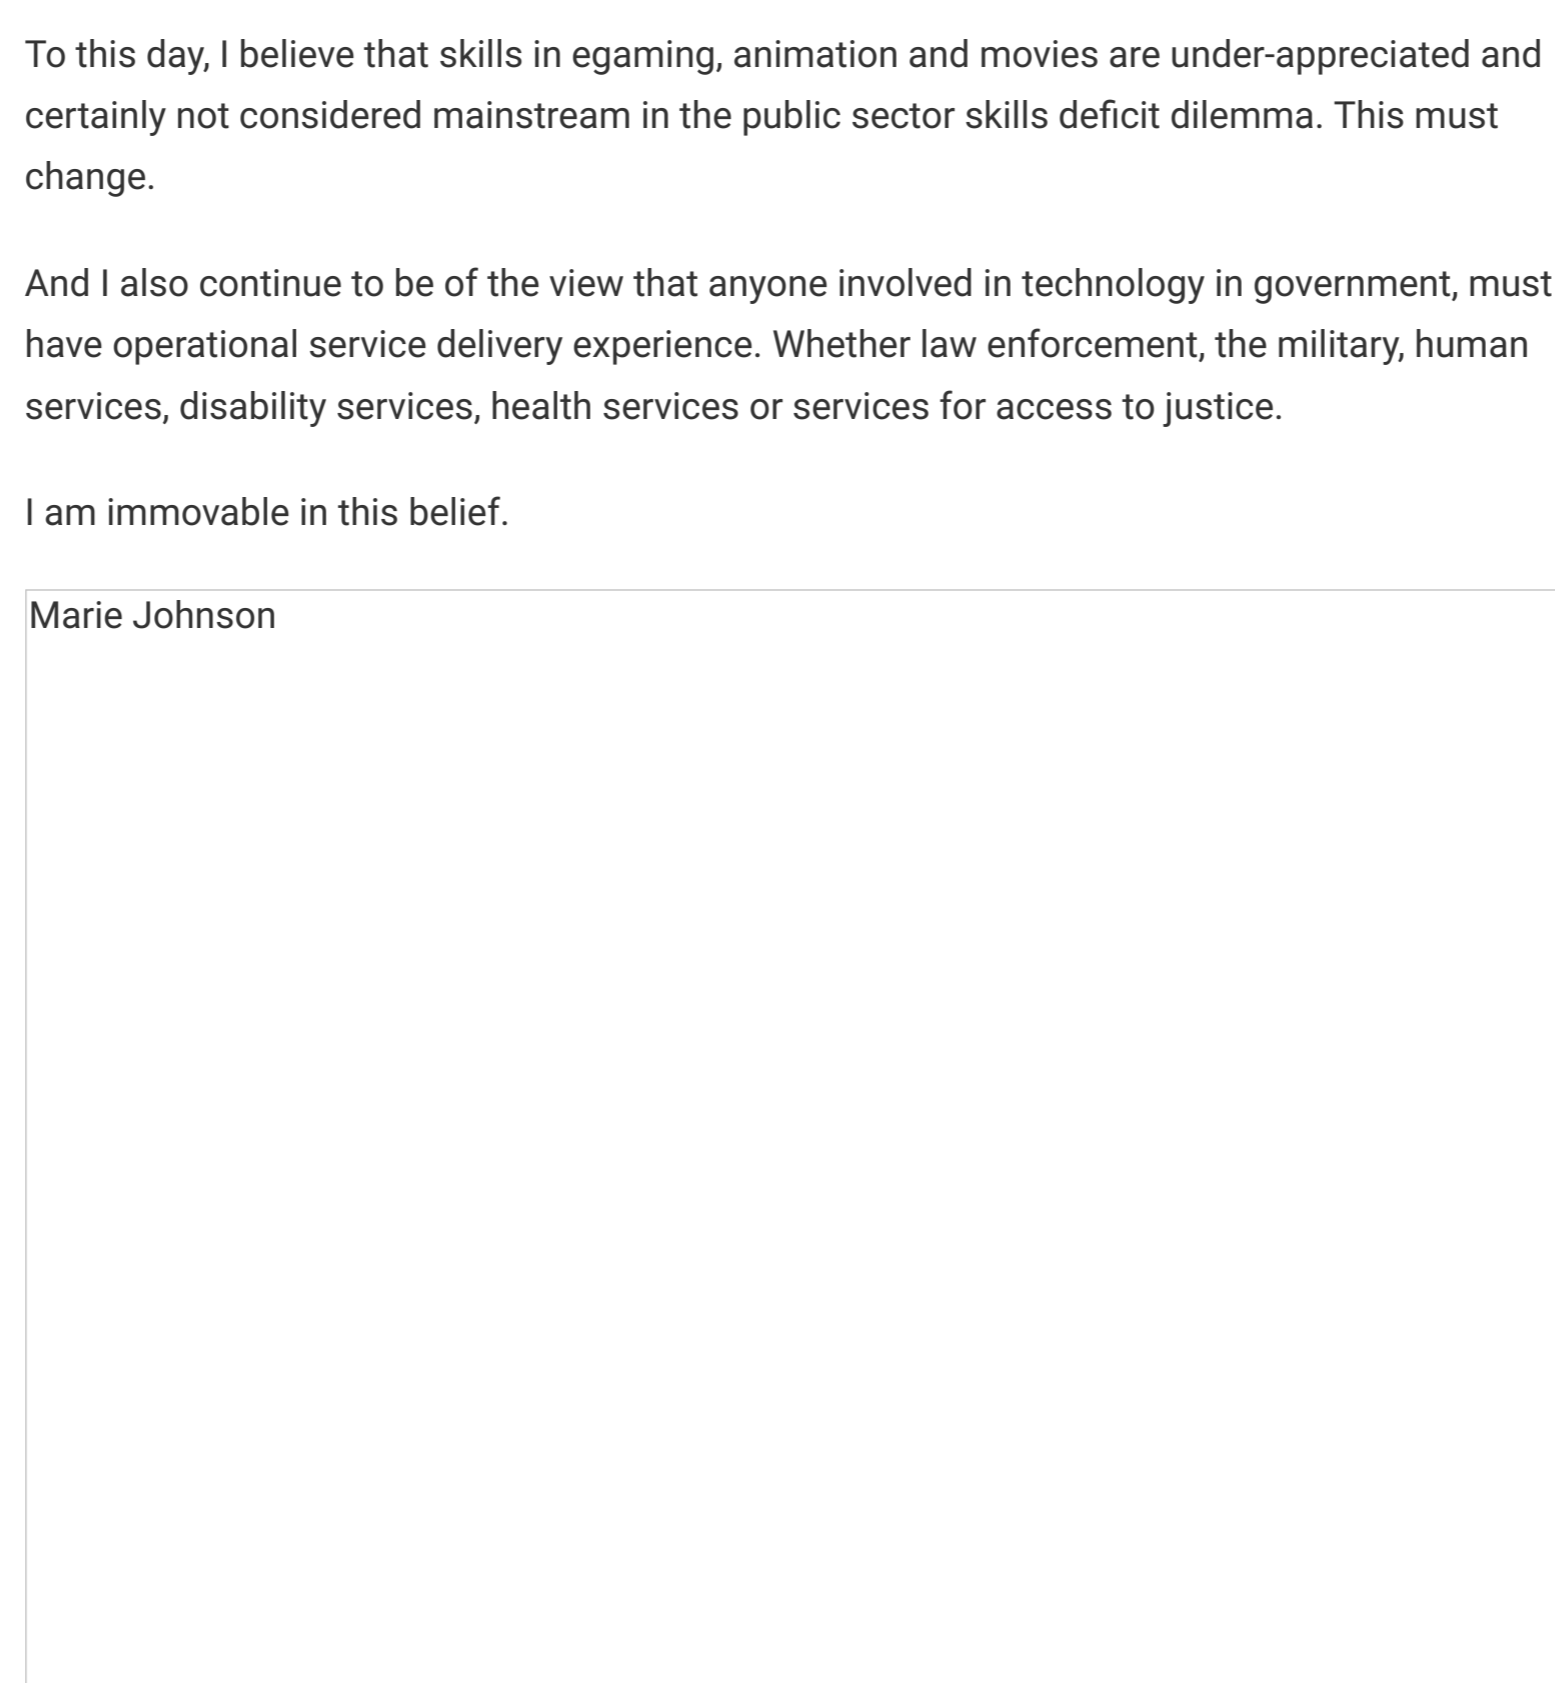 To this day, I believe that skills in egaming, animation and movies are under-appreciated and
certainly not considered mainstream in the public sector skills deficit dilemma. This must
change.
And I also continue to be of the view that anyone involved in technology in government, must
have operational service delivery experience. Whether law enforcement, the military, human
services, disability services, health services or services for access to justice.
I am immovable in this belief.
Marie Johnson